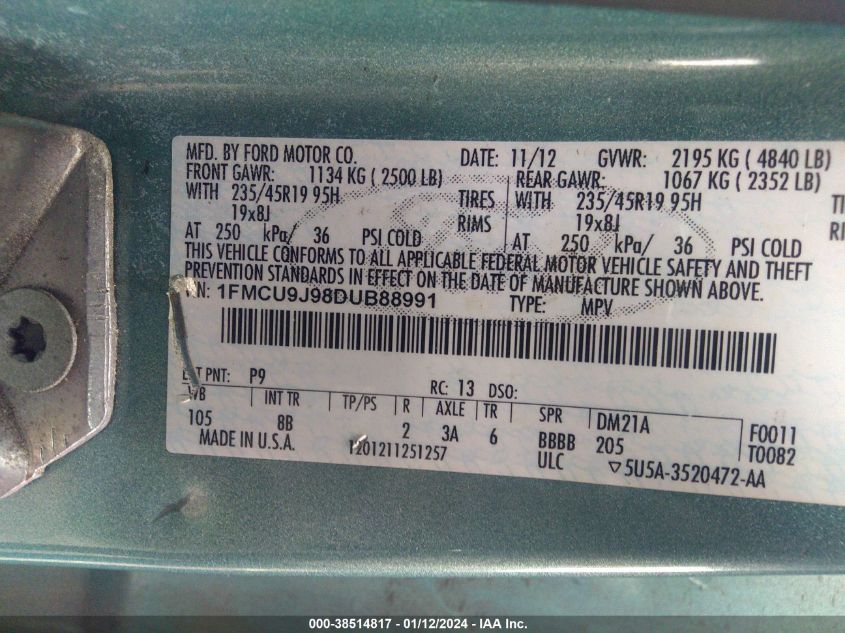 MFD. BY FORD MOTOR CO. DATE: 11/12 GVWR: 2195 KG ( 4840 LB)
FRONT GAWR: 1134 KG ( 2500 LB) REAR GAWR: 1067 KG ( 2352 LB)
WITH 235/45R19 95H TIRES WITH 235/45R19 95H
19x8J RIMS 19x8J
AT 250 kPa/ 36 PSI COLD AT 250 kPa/ 36 PSI COLD
THIS VEHICLE CONFORMS TO ALL APPLICABLE FEDERAL MOTOR VEHICLE SAFETY AND THEFT
PREVENTION STANDARDS IN EFFECT ON THE DATE OF MANUFACTURE SHOWN ABOVE.
1FMCU9J98DUB88991 TYPE: MPV
PNT: P9 RC: 13 DSO:
WB INT TR TP/PS R AXLE TR SPR DM21A F0011
105 8B 2 3A 6 BBBB 205 T0082
MADE IN U.S.A. 1201211251257 ULC ▽5U5A-3520472-AA
000-38514817 - 01/12/2024 - IAA Inc.